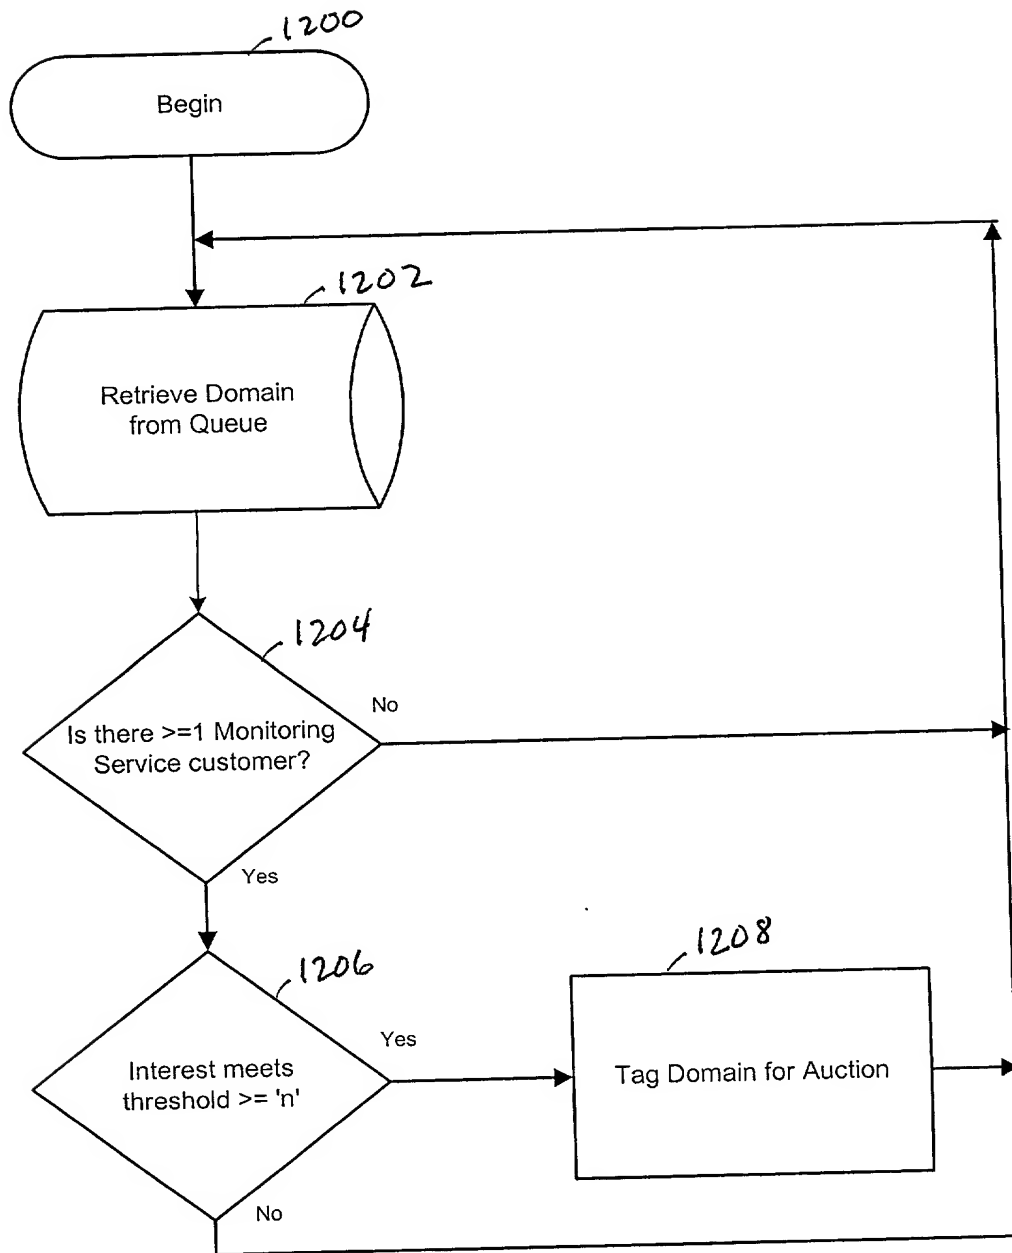 1200
Begin
1202
Retrieve Domain
from Queue
1204
No
Is there >=1 Monitoring
Service customer?
Yes
1206
1208
Yes
Interest meets
threshold >= 'n'
Tag Domain for Auction
No